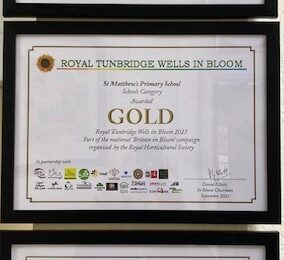 ROYAL TUNBRIDGE WELLS IN BLOOM
St Matthew's Primary School
Schools Category
Awarded
GOLD
Royal Tunbridge Wells in Bloom 2023
Part of the national Britain in Bloom campaign
organised by the Royal Horticultural Society
In partnership with
In Bloom Chairman
September 2023